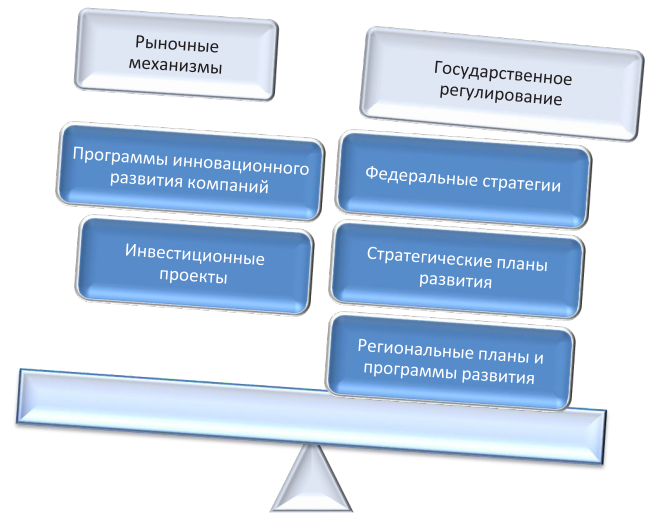 Рыночные
механизмы
Государственное
регулирование
Программы инновационного
развития компаний
Федеральные стратегии
Инвестиционные
проекты
Стратегические планы
развития
Региональные планы и
программы развития